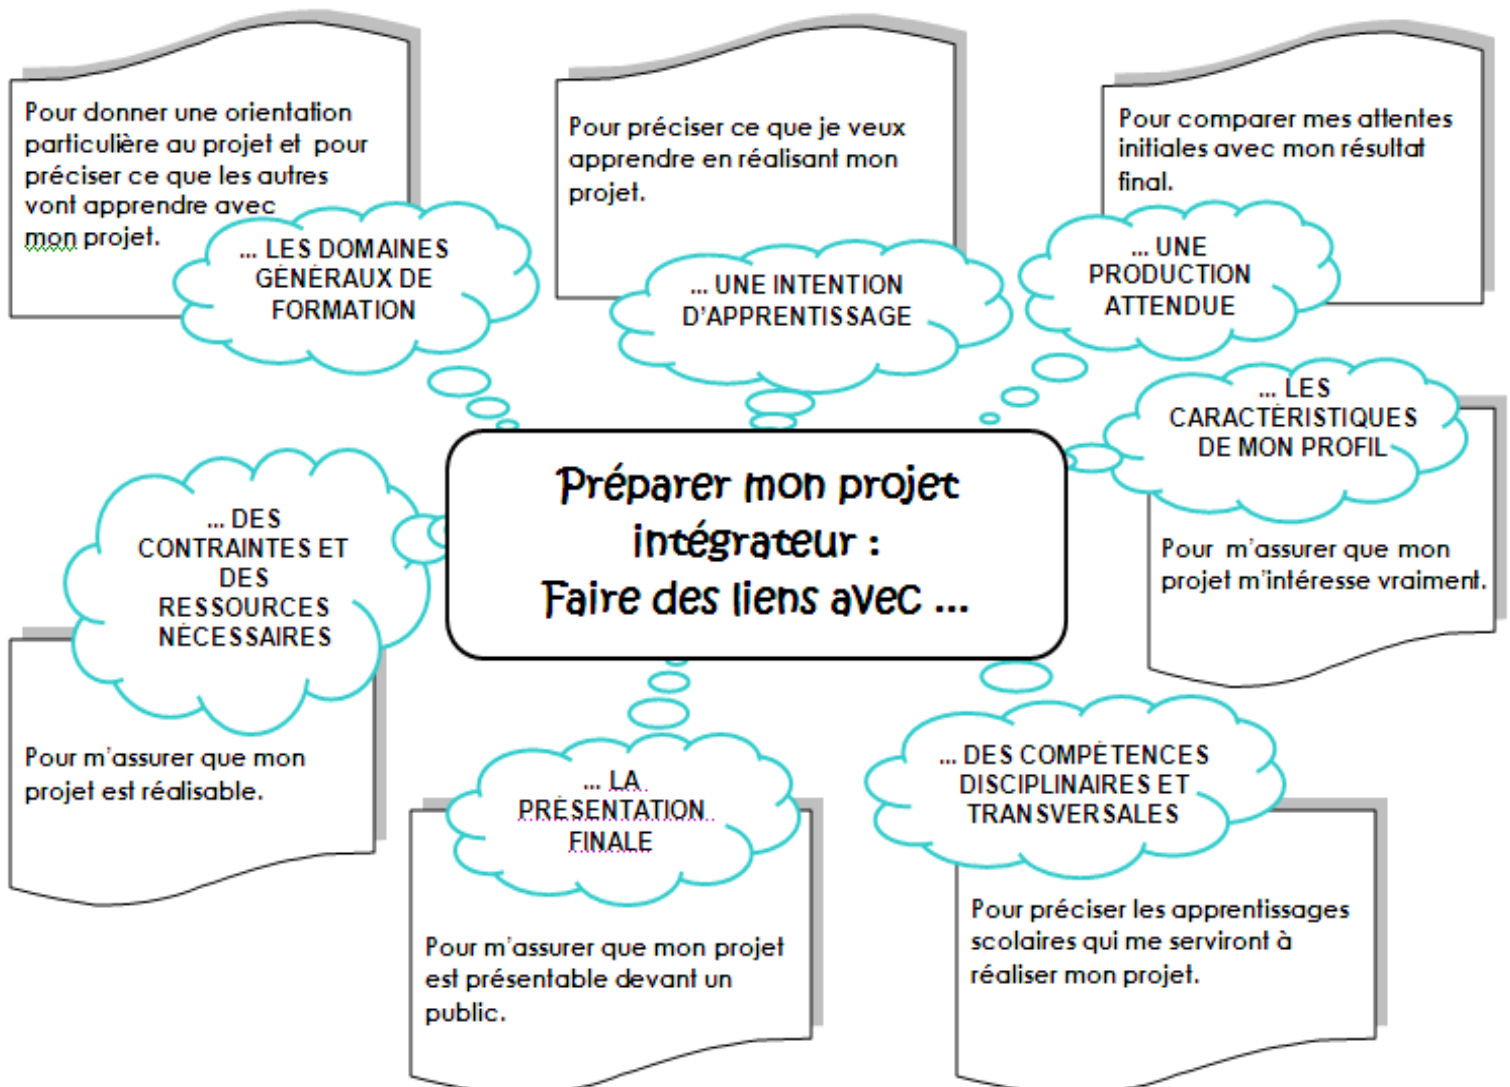 Pour donner une orientation
particulière au projet et pour
préciser ce que les autres
vont apprendre avec
mon projet.
... LES DOMAINES
GÉNÉRAUX DE
FORMATION
Pour préciser ce que je veux
apprendre en réalisant mon
projet.
... UNE INTENTION
D'APPRENTISSAGE
Pour comparer mes attentes
initiales avec mon résultat
final.
... UNE
PRODUCTION
ATTENDUE
... LES
CARACTÉRISTIQUES
DE MON PROFIL
Pour m'assurer que mon
projet m'intéresse vraiment.
Préparer mon projet
intégrateur :
Faire des liens avec ...
... DES
CONTRAINTES ET
DES
RESSOURCES
NÉCESSAIRES
Pour m'assurer que mon
projet est réalisable.
... LA
PRÉSENTATION
FINALE
Pour m'assurer que mon projet
est présentable devant un
public.
... DES COMPÉTENCES
DISCIPLINAIRES ET
TRANSVERSALES
Pour préciser les apprentissages
scolaires qui me serviront à
réaliser mon projet.